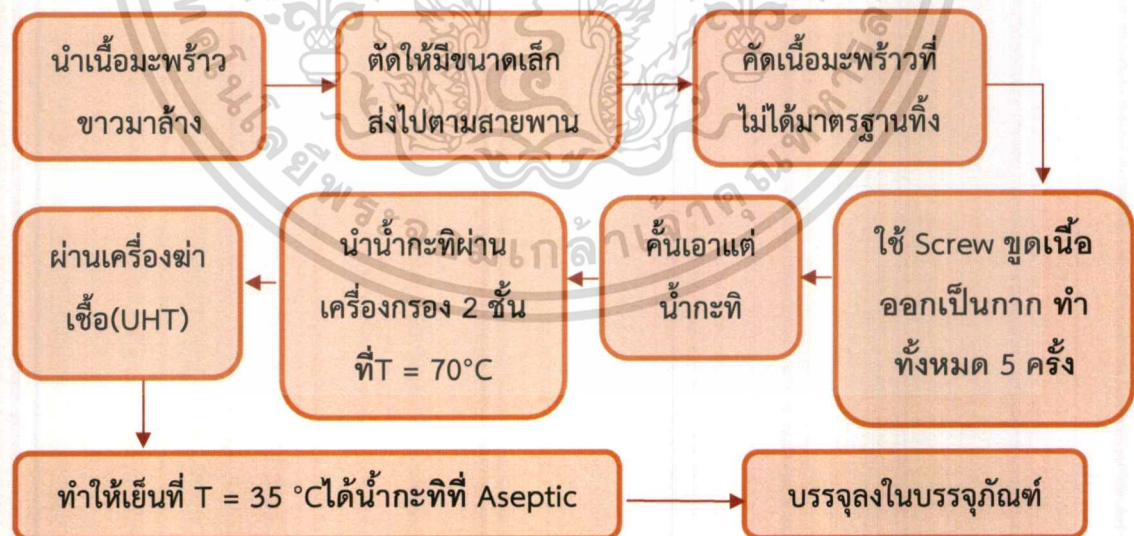 นำเนื้อมะพร้าว
ขาวมาล้าง
ตัดให้มีขนาดเล็ก
ส่งไปตามสายพาน
คัดเนื้อมะพร้าวที่
ไม่ได้มาตรฐานทิ้ง
ใช้ Screw ขูดเนื้อ
ออกเป็นกาก ทำ
ทั้งหมด 5 ครั้ง
คั้นเอาแต่
น้ำกะทิ
นำน้ำกะทิผ่าน
เครื่องกรอง 2 ชั้น
ที่T = 70°C
ผ่านเครื่องฆ่า
เชื้อ(UHT)
ทำให้เย็นที่ T = 35 °Cได้น้ำกะทิที่ Aseptic
บรรจุลงในบรรจุภัณฑ์